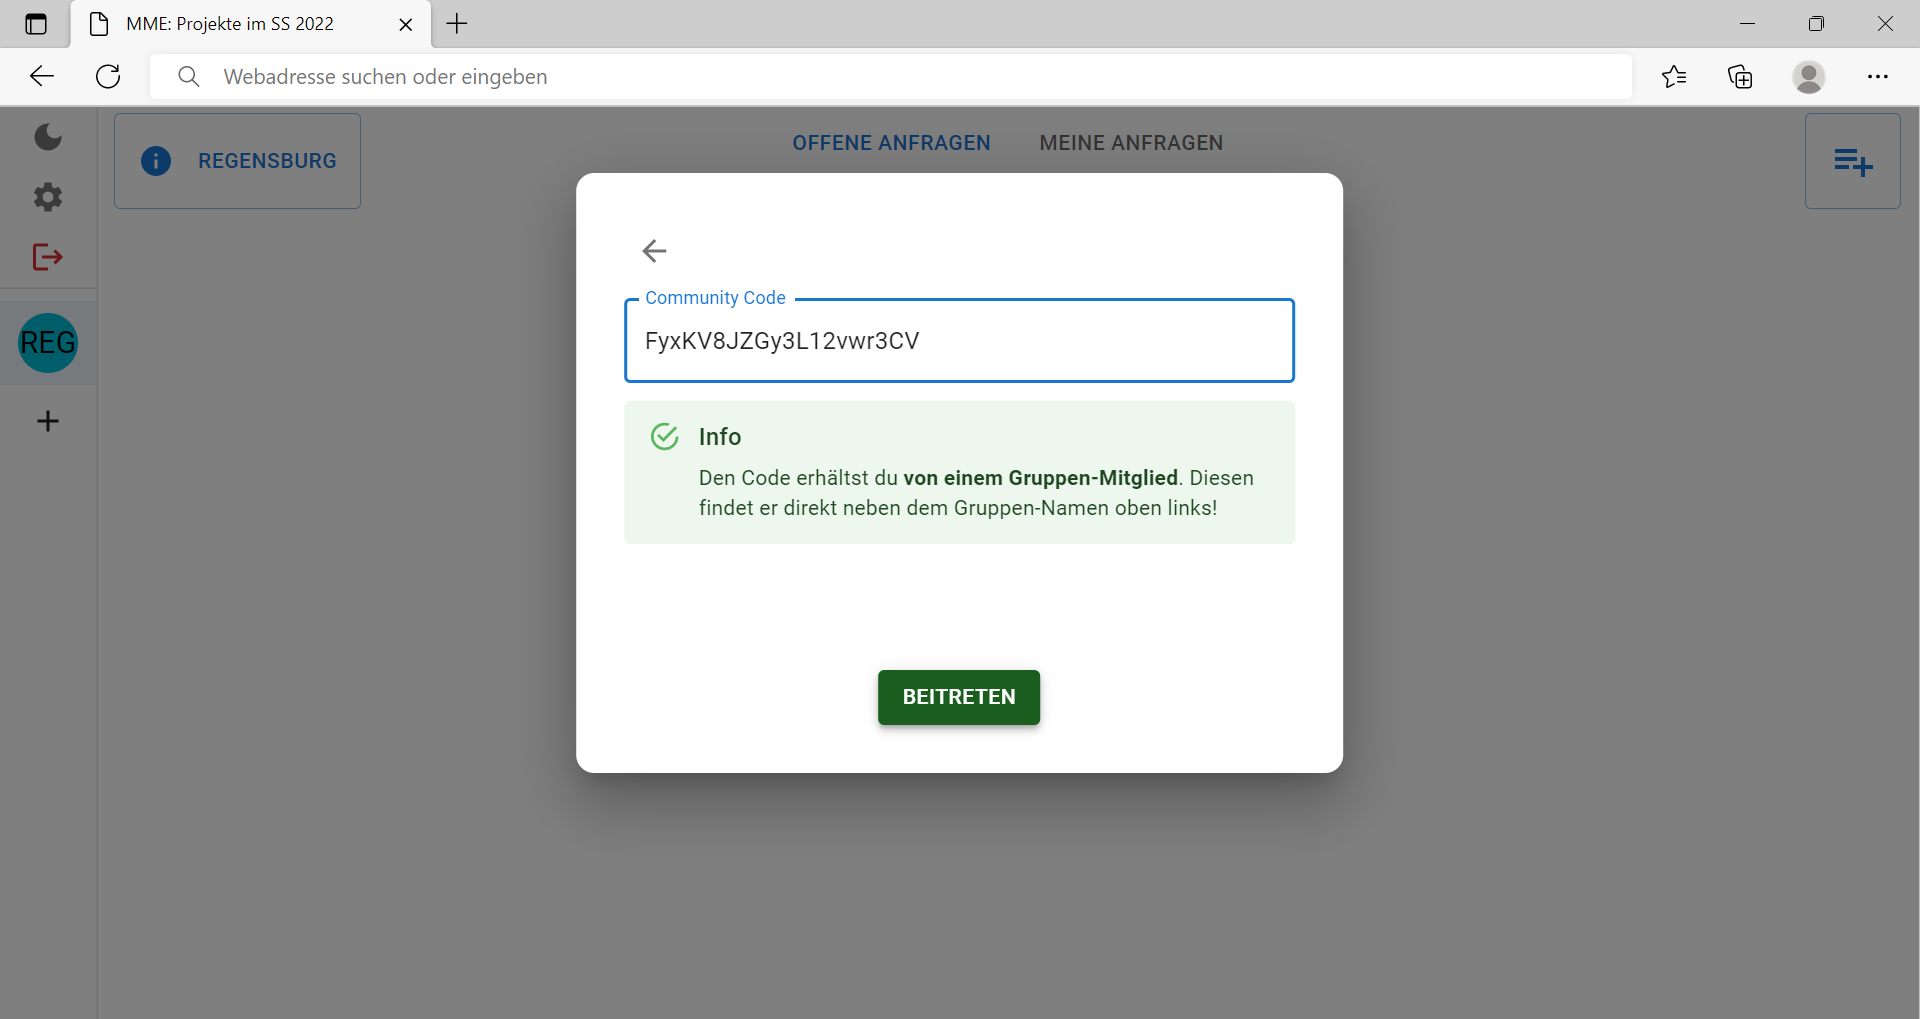 MME: Projekte im SS 2022
Webadresse suchen oder eingeben
REGENSBURG
OFFENE ANFRAGEN
MEINE ANFRAGEN
REG
Community Code
FyxKV8JZGy3L12vwr3CV
Info
Den Code erhältst du von einem Gruppen-Mitglied. Diesen
findet er direkt neben dem Gruppen-Namen oben links!
BEITRETEN